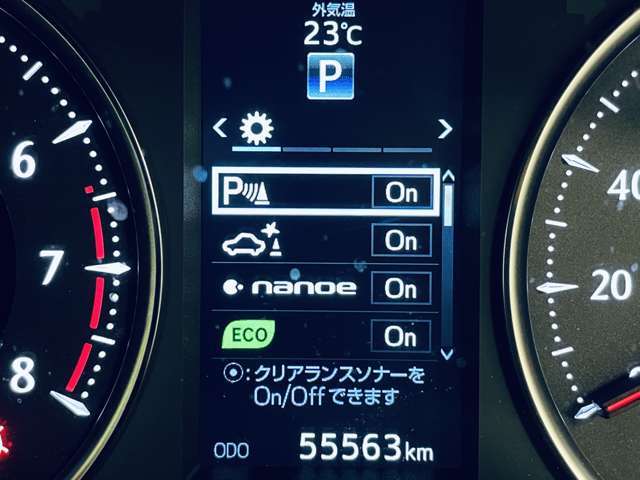 外気温
23℃
P
6
P On
On
40
nanoe On
7
20
ECO On
8
⦿:クリアランスソナーを
On/Offできます
ODO 55563km